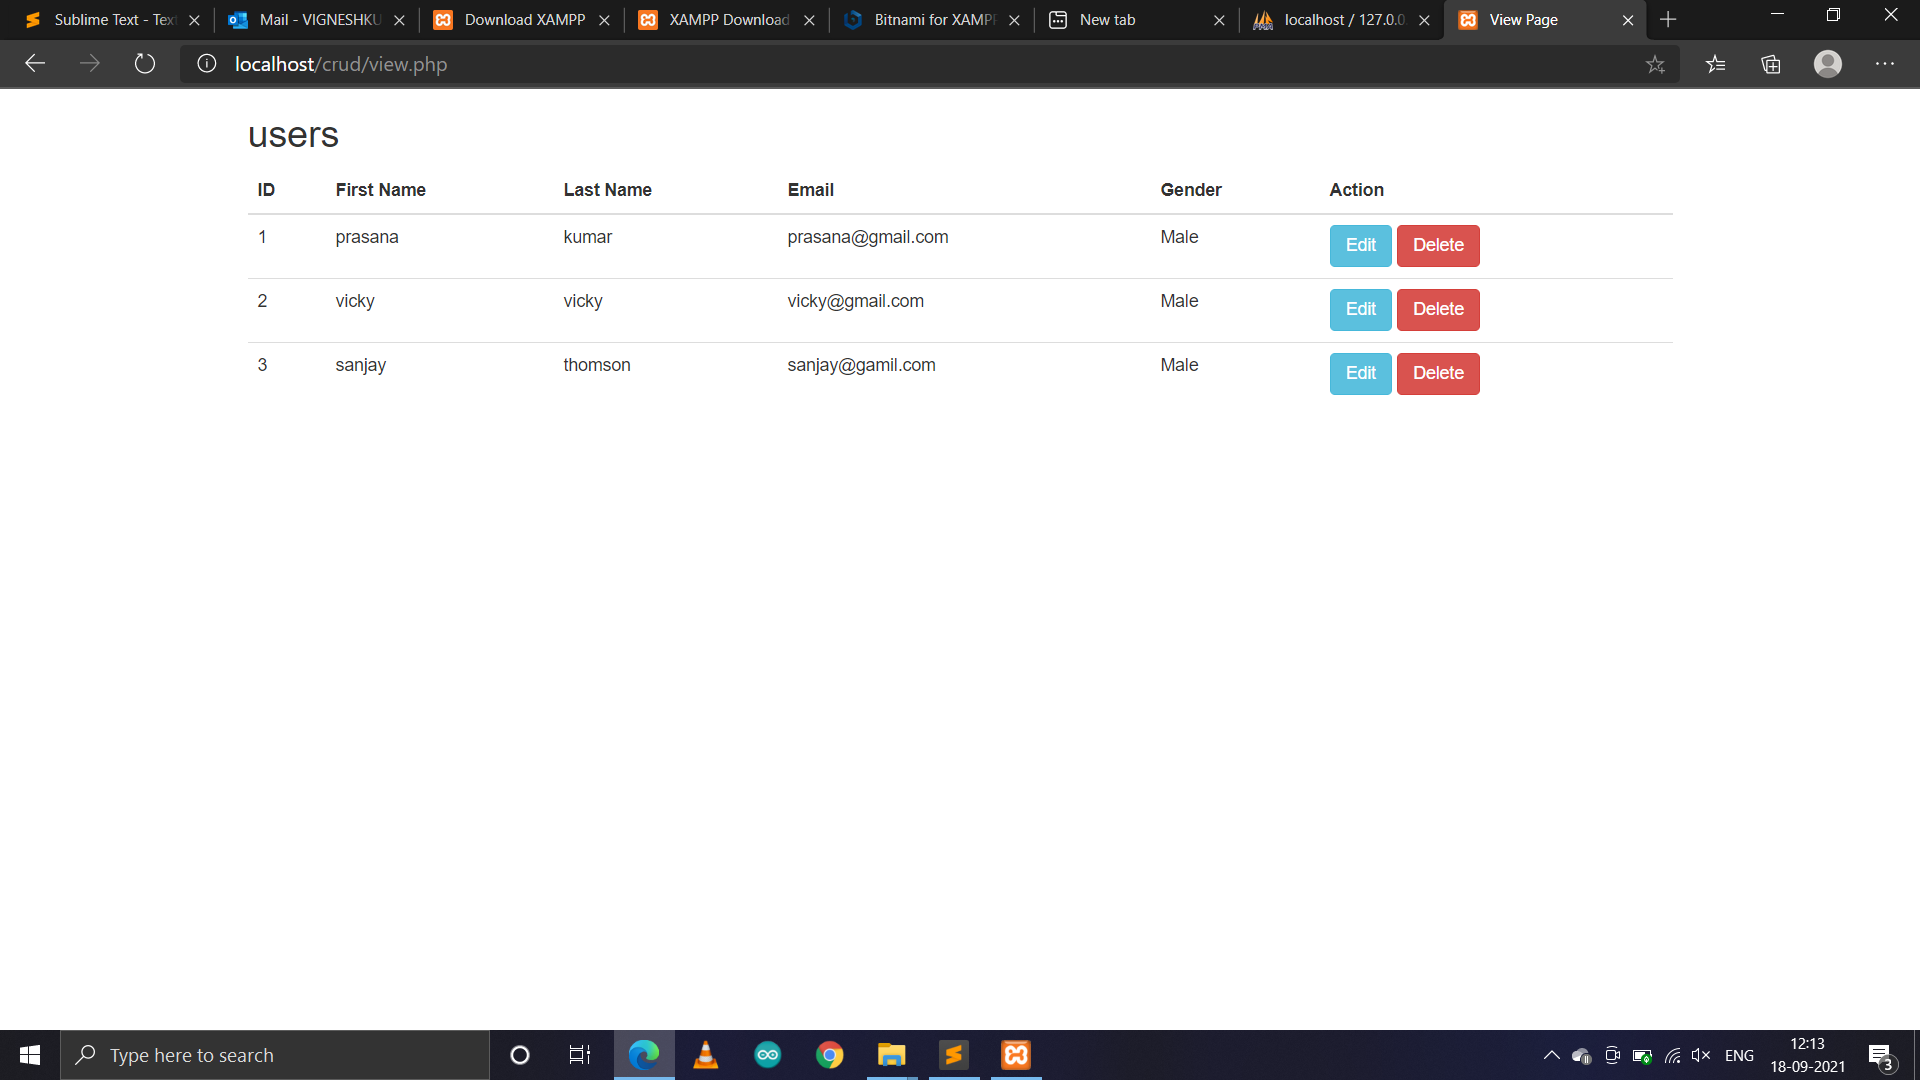 Sublime Text - Tex Mail - VIGNESHKU Download XAMPP XAMPP Download Bitnami for XAMPP New tab localhost / 127.0.0. View Page
localhost/crud/view.php
users
ID First Name Last Name Email Gender Action
1 prasana kumar prasana@gmail.com Male Edit Delete
2 vicky vicky vicky@gmail.com Male Edit Delete
3 sanjay thomson sanjay@gamil.com Male Edit Delete
Type here to search
ENG
12:13
18-09-2021
3